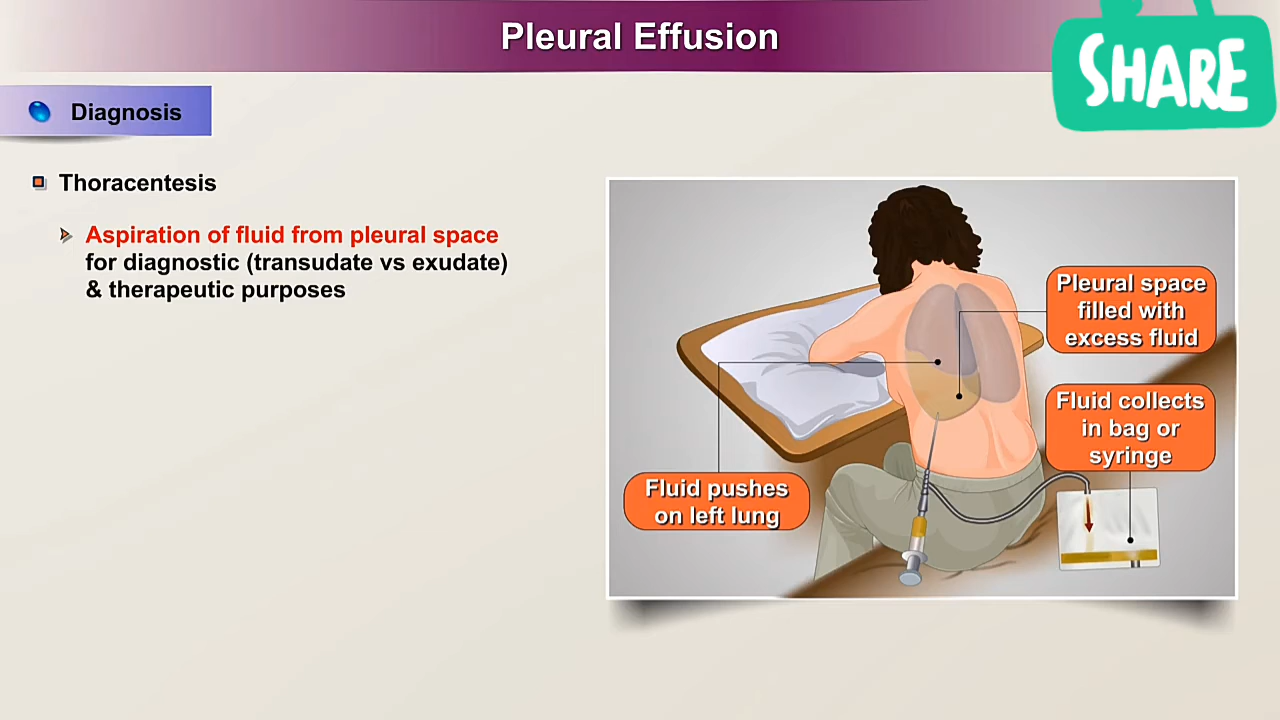 Pleural Effusion
SHARE
Diagnosis
Thoracentesis
Aspiration of fluid from pleural space
for diagnostic (transudate vs exudate)
& therapeutic purposes
Pleural space
filled with
excess fluid
Fluid collects
in bag or
syringe
Fluid pushes
on left lung